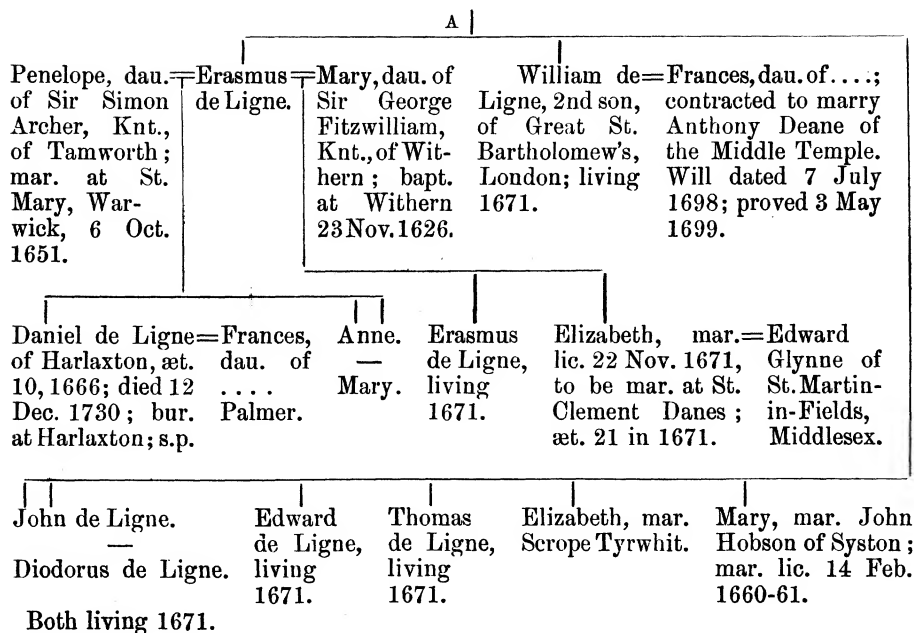 A
Penelope, dau.
of Sir Simon
Archer, Knt.,
of Tamworth;
mar. at St.
Mary, War-
wick, 6 Oct.
1651.
=Erasmus=
de Ligne.
Mary, dau. of
Sir George
Fitzwilliam,
Knt., of Wit-
hern; bapt.
at Withern
23 Nov. 1626.
William de=
Ligne, 2nd son,
of Great St.
Bartholomew's,
London; living
1671.
Frances, dau. of ....;
contracted to marry
Anthony Deane of
the Middle Temple.
Will dated 7 July
1698; proved 3 May
1699.
Daniel de Ligne=
of Harlaxton, æt.
10, 1666; died 12
Dec. 1730; bur.
at Harlaxton; s.p.
Frances,
dau. of
....
Palmer.
Anne.
—
Mary.
Erasmus
de Ligne,
living
1671.
Elizabeth, mar.=
lic. 22 Nov. 1671,
to be mar. at St.
Clement Danes;
æt. 21 in 1671.
Edward
Glynne of
St. Martin-
in-Fields,
Middlesex.
John de Ligne.
—
Diodorus de Ligne.
Both living 1671.
Edward
de Ligne,
living
1671.
Thomas
de Ligne,
living
1671.
Elizabeth, mar.
Scrope Tyrwhit.
Mary, mar. John
Hobson of Syston;
mar. lic. 14 Feb.
1660-61.